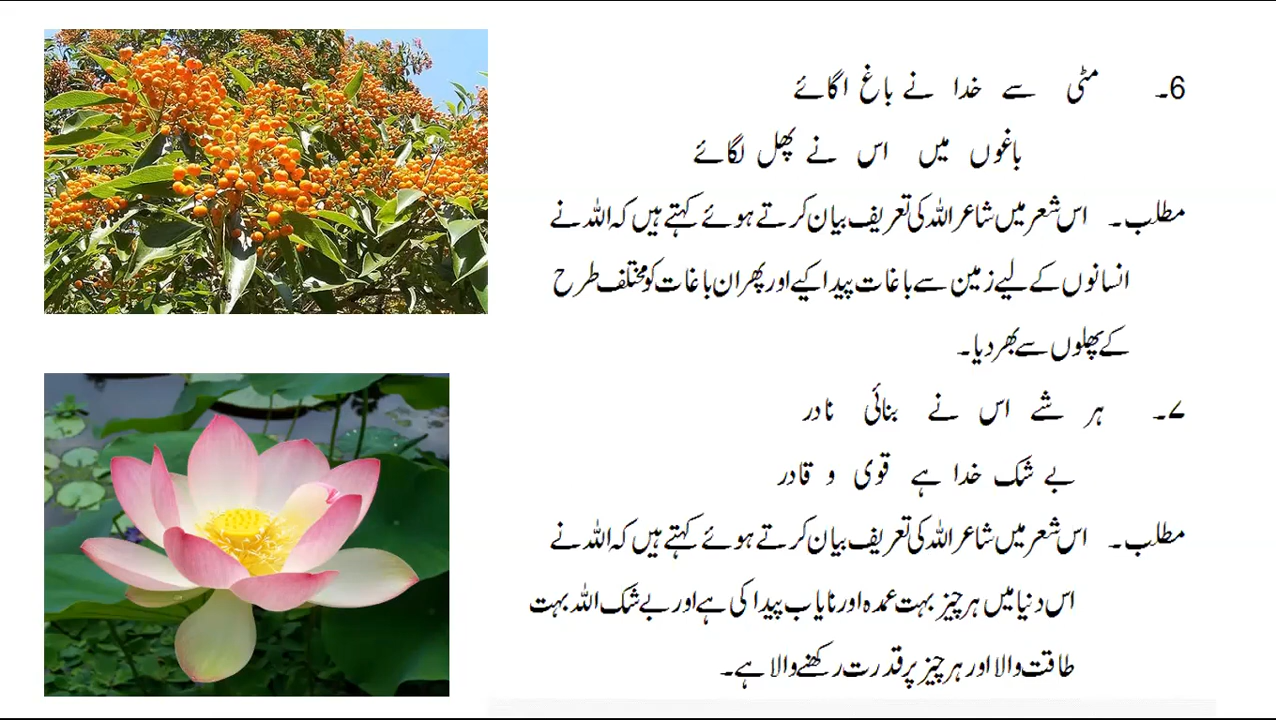 6۔ مٹی سے خدا نے باغ اگائے
باغوں میں اس نے پھل لگائے
مطلب۔ اس شعر میں شاعر اللہ کی تعریف بیان کرتے ہوئے کہتے ہیں کہ اللہ نے
انسانوں کے لیے زمین سے باغات پیدا کیے اور پھر ان باغات کو مختلف طرح
کے پھلوں سے بھر دیا۔
۷۔ ہر شے اس نے بنائی نادر
بے شک خدا ہے قوی و قادر
مطلب۔ اس شعر میں شاعر اللہ کی تعریف بیان کرتے ہوئے کہتے ہیں کہ اللہ نے
اس دنیا میں ہر چیز بہت عمدہ اور نایاب پیدا کی ہے اور بے شک اللہ بہت
طاقت والا اور ہر چیز پر قدرت رکھنے والا ہے۔